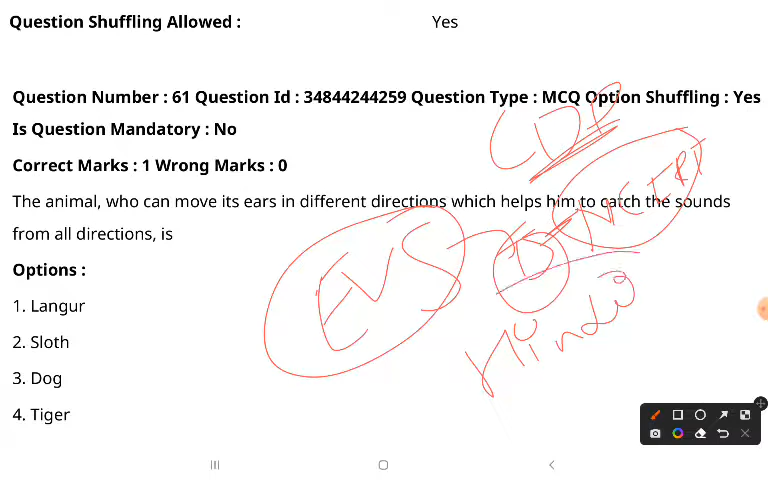 Question Shuffling Allowed : Yes
Question Number : 61 Question Id : 34844244259 Question Type : MCQ Option Shuffling : Yes
Is Question Mandatory : No
Correct Marks : 1 Wrong Marks : 0
CDP
The animal, who can move its ears in different directions which helps him to catch the sounds
NCERT
from all directions, is
EVS
Options :
1. Langur
Hindi
2. Sloth
3. Dog
4. Tiger